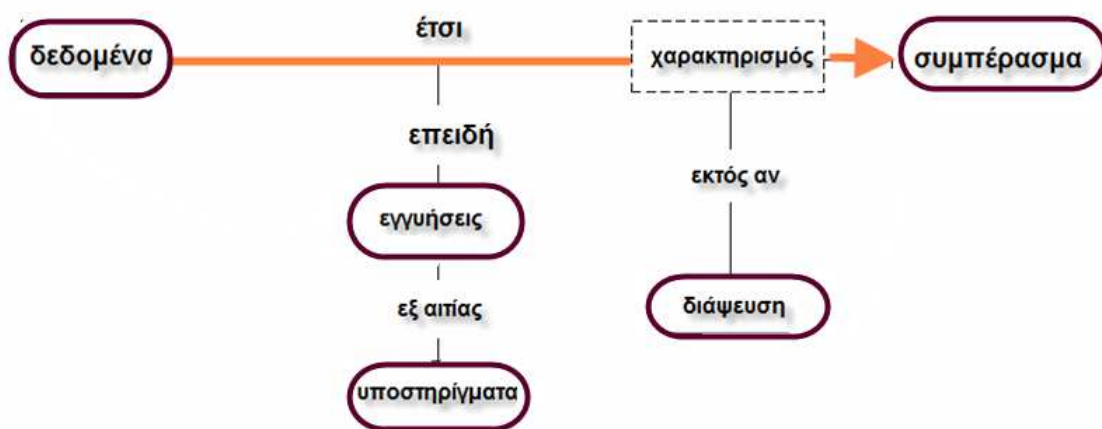 δεδομένα
έτσι
χαρακτηρισμός
συμπέρασμα
επειδή
εκτός αν
εγγυήσεις
εξ αιτίας
διάψευση
υποστηρίγματα